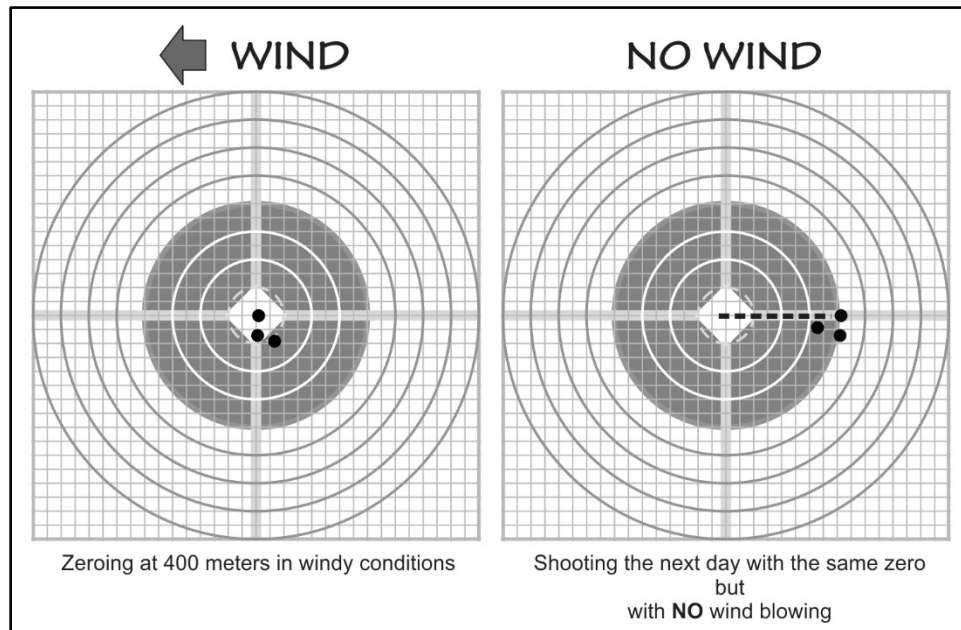 WIND
NO WIND
Zeroing at 400 meters in windy conditions
Shooting the next day with the same zero
but
with NO wind blowing